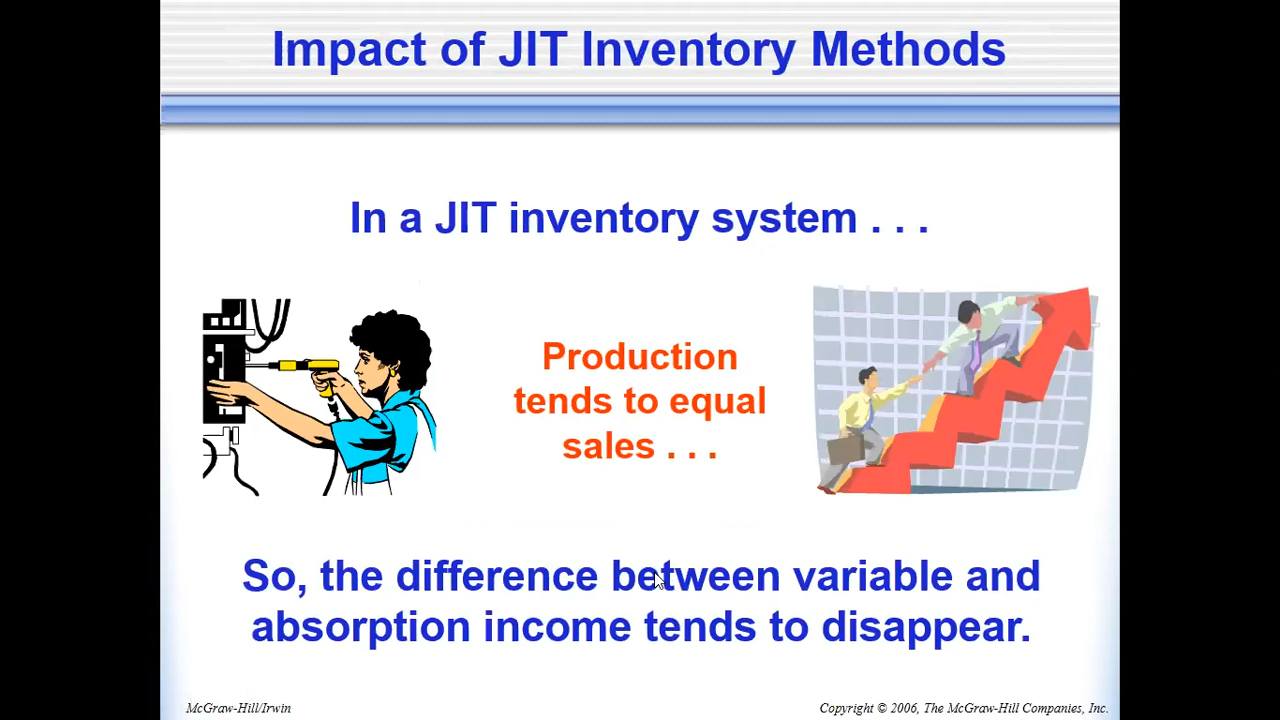 Impact of JIT Inventory Methods
In a JIT inventory system . . .
Production
tends to equal
sales . . .
So, the difference between variable and
absorption income tends to disappear.
McGraw-Hill/Irwin
Copyright © 2006, The McGraw-Hill Companies, Inc.